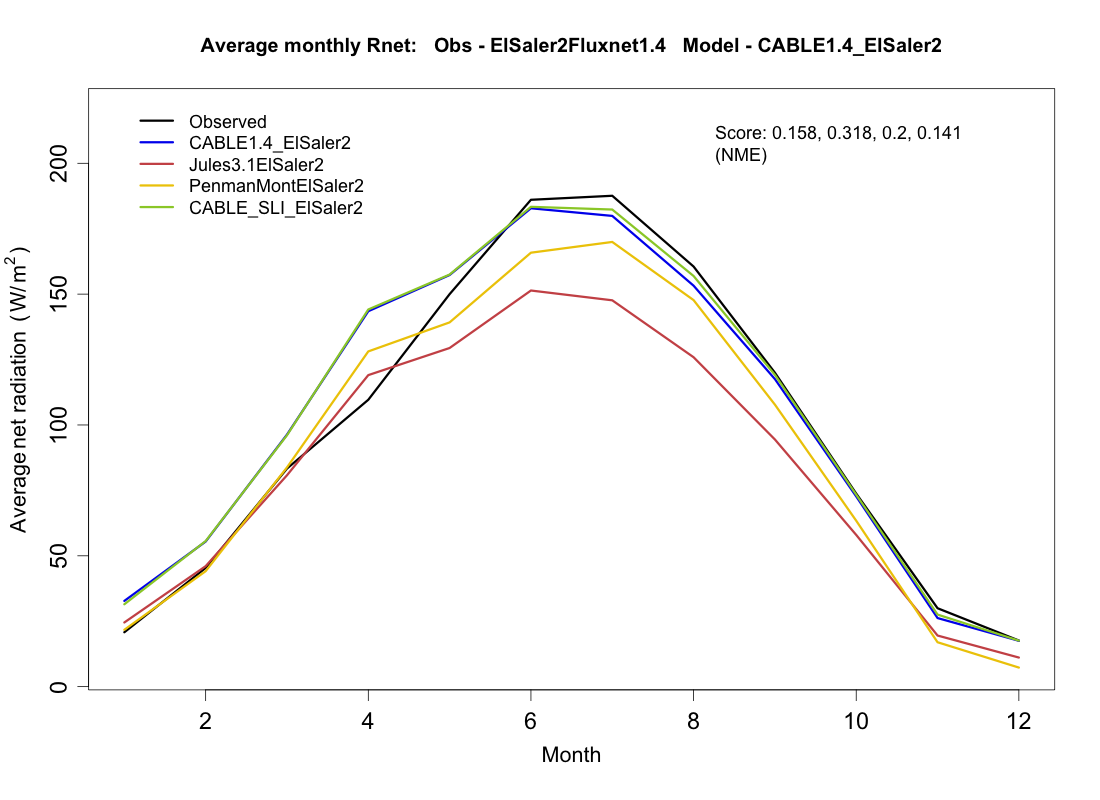 Average monthly Rnet:   Obs - ElSaler2Fluxnet1.4   Model - CABLE1.4_ElSaler2
Observed
CABLE1.4_ElSaler2
Jules3.1ElSaler2
PenmanMontElSaler2
CABLE_SLI_ElSaler2
Score: 0.158, 0.318, 0.2, 0.141
(NME)
Average net radiation (W/m²)
200
150
100
50
0
2 4 6 8 10 12
Month